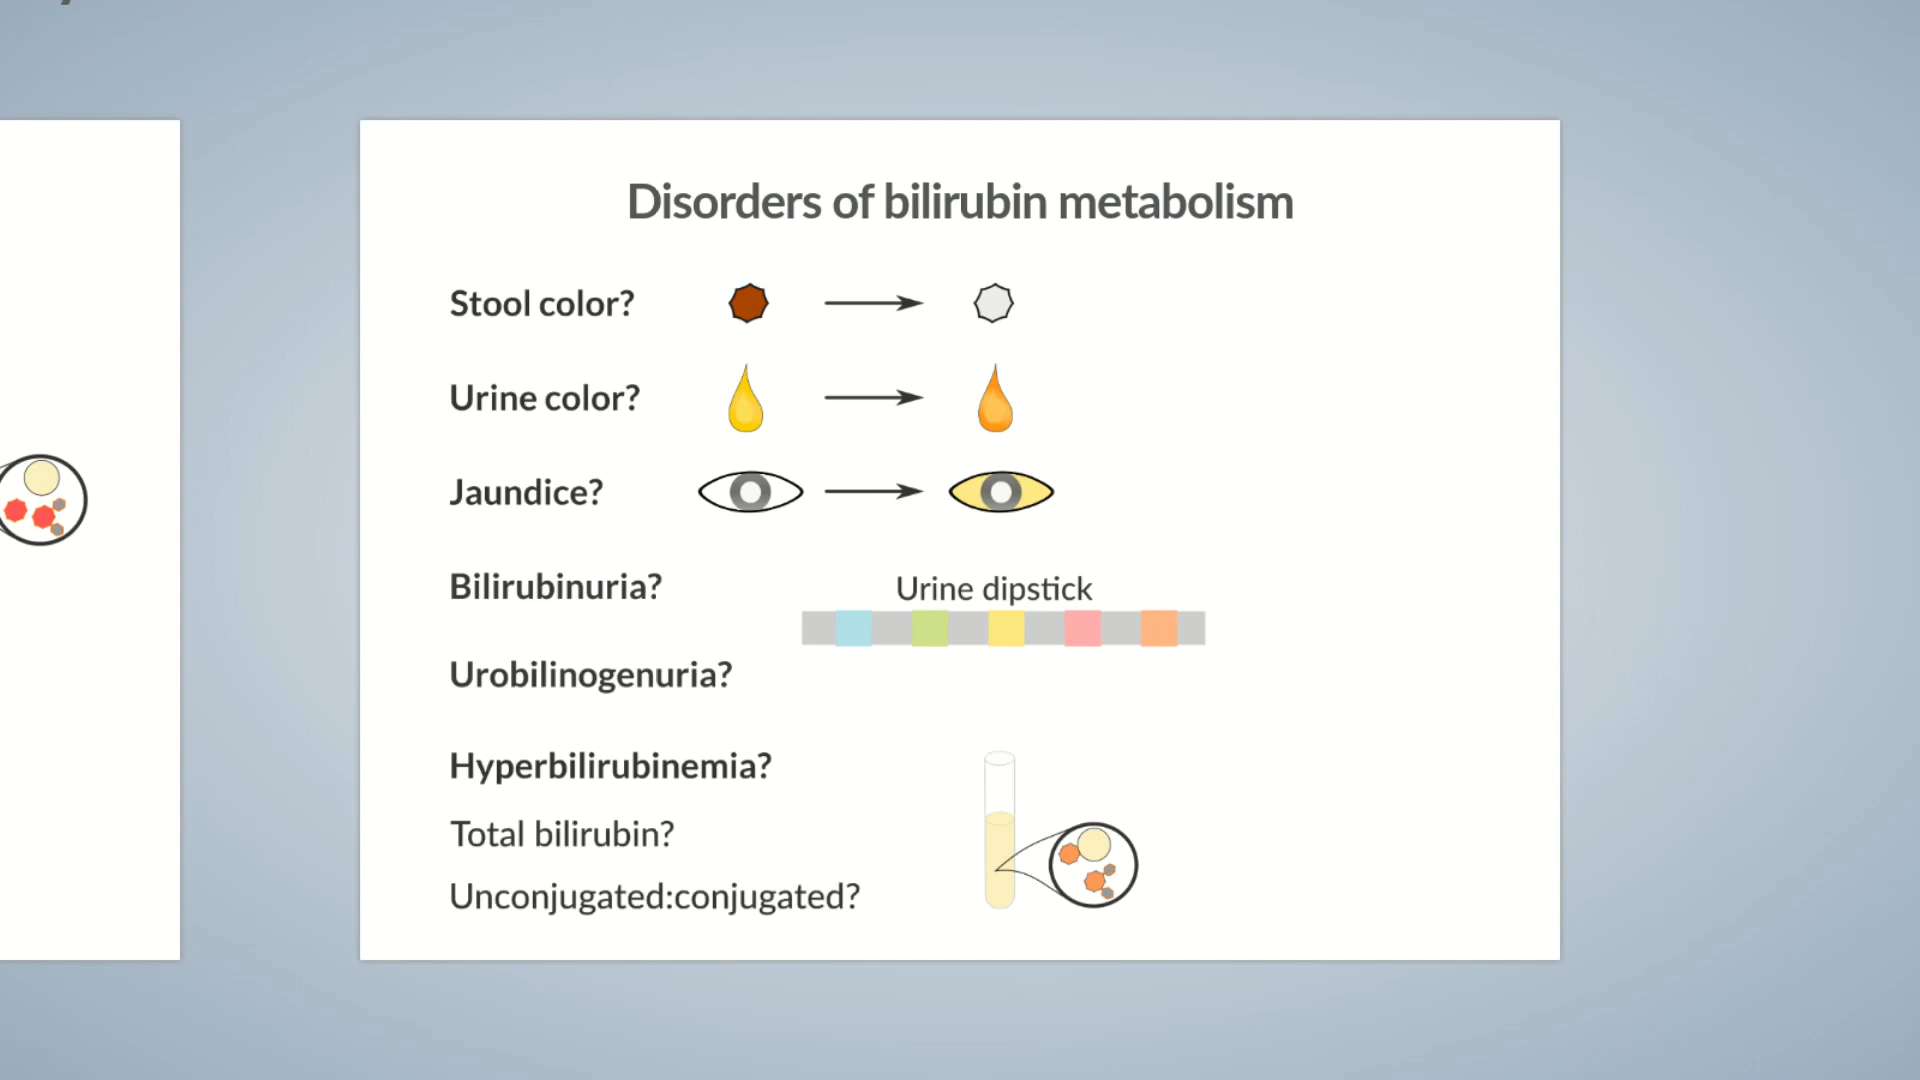 Disorders of bilirubin metabolism
Stool color?
Urine color?
Jaundice?
Bilirubinuria?
Urine dipstick
Urobilinogenuria?
Hyperbilirubinemia?
Total bilirubin?
Unconjugated:conjugated?